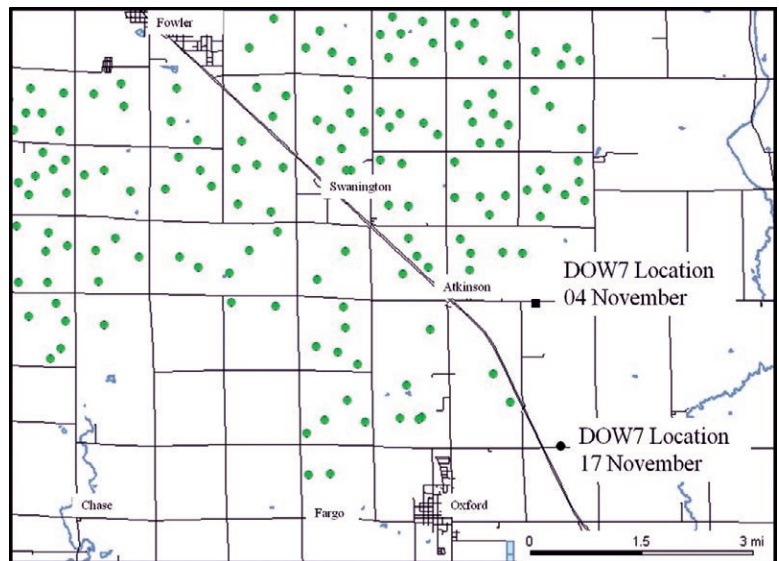 Fowler
Swanington
DOW7 Location
04 November
Atkinson
DOW7 Location
17 November
Chase
Fargo
Oxford
0 1.5 3 mi